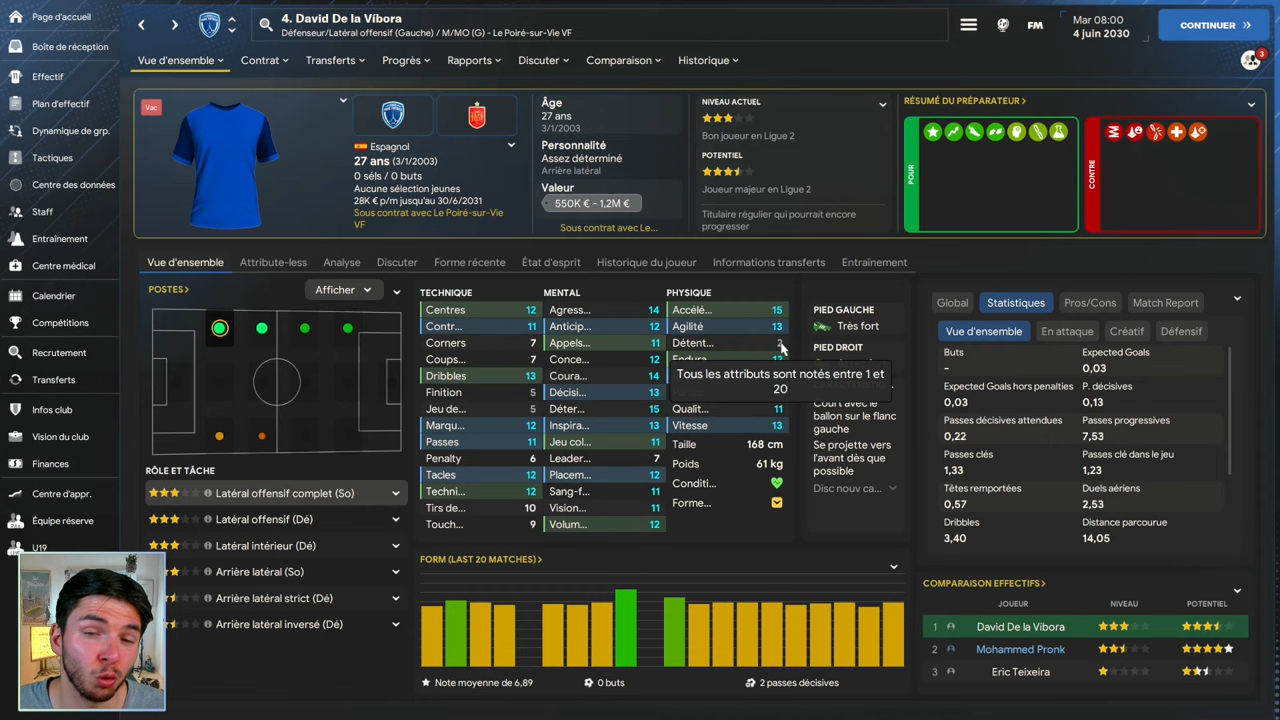 Page d'accueil
Boîte de réception
Effectif
Plan d'effectif
Dynamique de grp.
Tactiques
Centre des données
Staff
Entraînement
Centre médical
Calendrier
Compétitions
Recrutement
Transferts
Infos club
Vision du club
Finances
Centre d'appr.
Équipe réserve
U19
4. David De la Víbora
Défenseur/Latéral offensif (Gauche) / M/MO (G) - Le Poiré-sur-Vie VF
FM
Mar 08:00
4 juin 2030
CONTINUER
3
Vue d'ensemble
Contrat
Transferts
Progrès
Rapports
Discuter
Comparaison
Historique
Vac
Espagnol
27 ans (3/1/2003)
0 séls / 0 buts
Aucune sélection jeunes
28K € p/m jusqu'au 30/6/2031
Sous contrat avec Le Poiré-sur-Vie
VF
Âge
27 ans
3/1/2003
Personnalité
Assez déterminé
Arrière latéral
Valeur
550K € - 1,2M €
Sous contrat avec Le...
NIVEAU ACTUEL
Bon joueur en Ligue 2
POTENTIEL
Joueur majeur en Ligue 2
Titulaire régulier qui pourrait encore
progresser
RÉSUMÉ DU PRÉPARATEUR
POUR
CONTRE
Vue d'ensemble
Attribute-less
Analyse
Discuter
Forme récente
État d'esprit
Historique du joueur
Informations transferts
Entraînement
POSTES
Afficher
RÔLE ET TÂCHE
Latéral offensif complet (So)
Latéral offensif (Dé)
Latéral intérieur (Dé)
Arrière latéral (So)
Arrière latéral strict (Dé)
Arrière latéral inversé (Dé)
TECHNIQUE
Centres 12
Contr... 11
Corners 7
Coups... 7
Dribbles 13
Finition 5
Jeu de... 5
Marqu... 12
Passes 11
Penalty 6
Tacles 12
Techni... 12
Tirs de... 10
Touch... 9
MENTAL
Agress... 14
Anticip... 12
Appels... 11
Conce... 12
Coura... 14
Décisi... 13
Déter... 15
Inspira... 13
Jeu col... 11
Leader... 7
Placem... 12
Sang-f... 11
Vision... 11
Volum... 12
PHYSIQUE
Accélé... 15
Agilité 13
Détent...
Endura... 12
Tous les attributs sont notés entre 1 et
20
Qualit... 11
Vitesse 13
Taille 168 cm
Poids 61 kg
Conditi...
Forme...
PIED GAUCHE
Très fort
PIED DROIT
Court avec le
ballon sur le flanc
gauche
Se projette vers
l'avant dès que
possible
Disc nouv ca...
FORM (LAST 20 MATCHES)
Note moyenne de 6,89
0 buts
2 passes décisives
Global
Statistiques
Pros/Cons
Match Report
Vue d'ensemble
En attaque
Créatif
Défensif
Buts
-
Expected Goals
0,03
Expected Goals hors penalties
0,03
P. décisives
0,13
Passes décisives attendues
0,22
Passes progressives
7,53
Passes clés
1,33
Passes clé dans le jeu
1,23
Têtes remportées
0,57
Duels aériens
2,53
Dribbles
3,40
Distance parcourue
14,05
COMPARAISON EFFECTIFS
JOUEUR NIVEAU POTENTIEL
1 David De la Víbora
2 Mohammed Pronk
3 Eric Teixeira